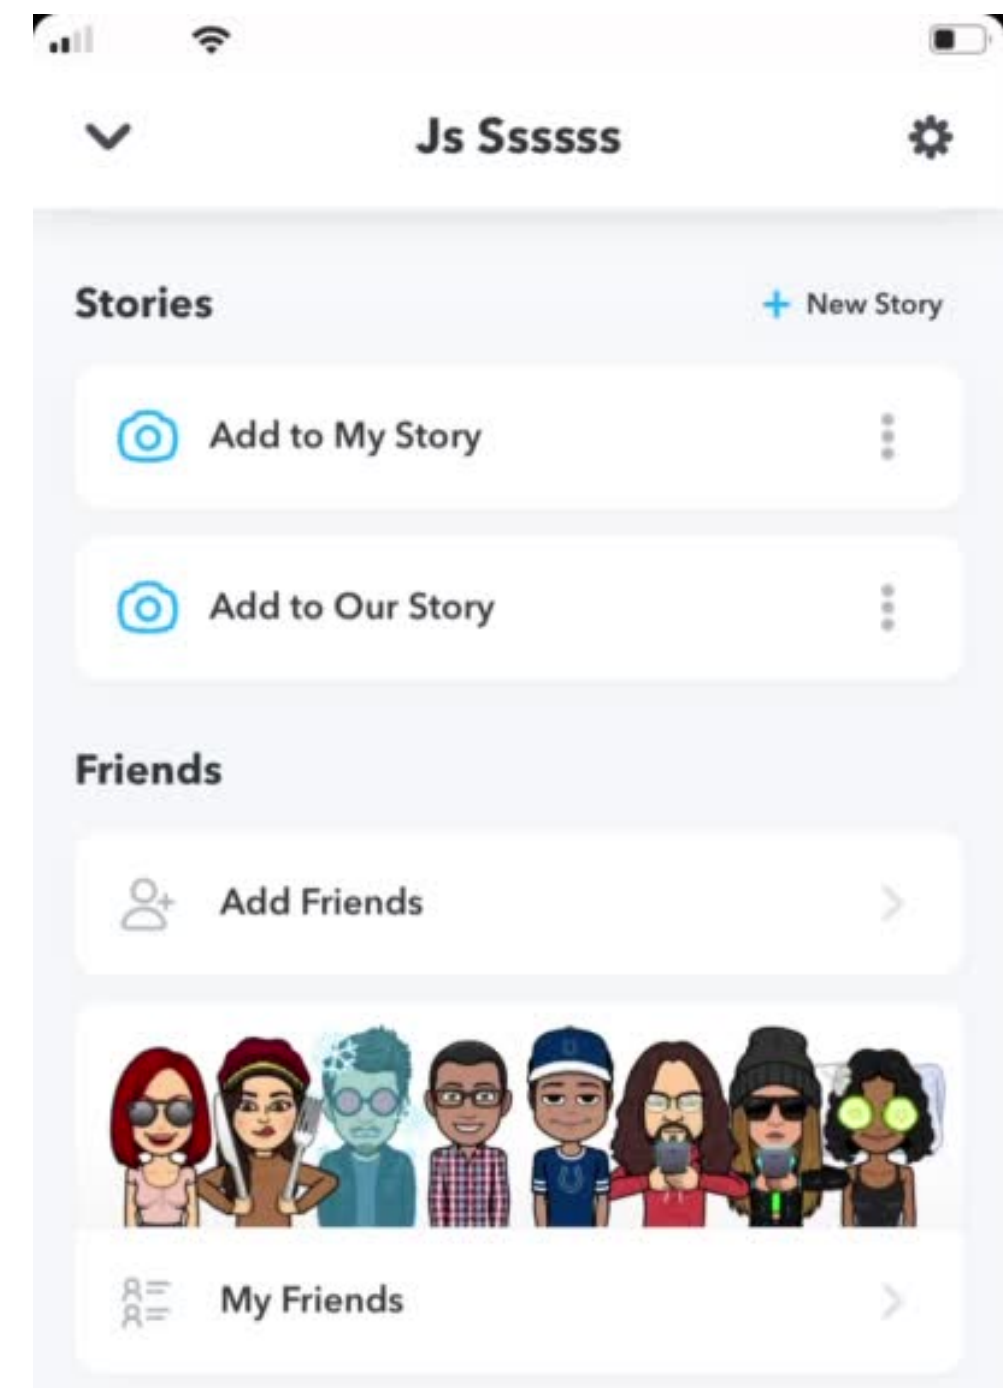 Js Ssssss
Stories
+ New Story
Add to My Story
Add to Our Story
Friends
Add Friends
My Friends